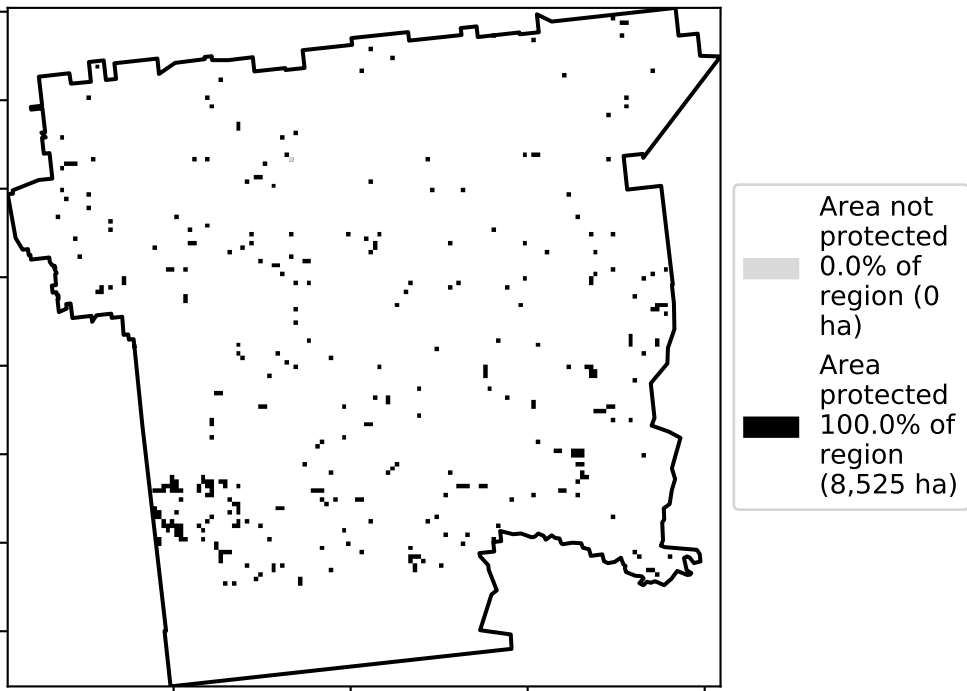 Area not
protected
0.0% of
region (0
ha)
Area
protected
100.0% of
region
(8,525 ha)